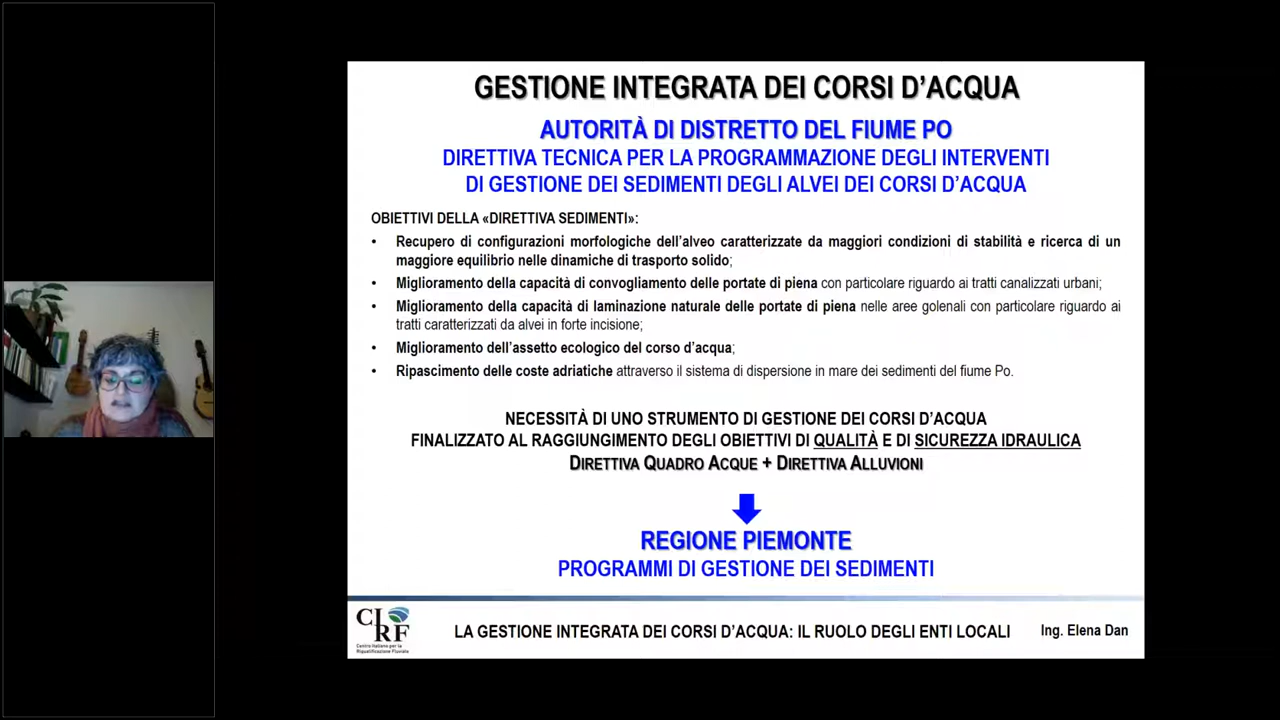 GESTIONE INTEGRATA DEI CORSI D'ACQUA
AUTORITÀ DI DISTRETTO DEL FIUME PO
DIRETTIVA TECNICA PER LA PROGRAMMAZIONE DEGLI INTERVENTI
DI GESTIONE DEI SEDIMENTI DEGLI ALVEI DEI CORSI D'ACQUA
OBIETTIVI DELLA «DIRETTIVA SEDIMENTI»:
• Recupero di configurazioni morfologiche dell'alveo caratterizzate da maggiori condizioni di stabilità e ricerca di un
maggiore equilibrio nelle dinamiche di trasporto solido;
• Miglioramento della capacità di convogliamento delle portate di piena con particolare riguardo ai tratti canalizzati urbani;
• Miglioramento della capacità di laminazione naturale delle portate di piena nelle aree golenali con particolare riguardo ai
tratti caratterizzati da alvei in forte incisione;
• Miglioramento dell'assetto ecologico del corso d'acqua;
• Ripascimento delle coste adriatiche attraverso il sistema di dispersione in mare dei sedimenti del fiume Po.
NECESSITÀ DI UNO STRUMENTO DI GESTIONE DEI CORSI D'ACQUA
FINALIZZATO AL RAGGIUNGIMENTO DEGLI OBIETTIVI DI QUALITÀ E DI SICUREZZA IDRAULICA
DIRETTIVA QUADRO ACQUE + DIRETTIVA ALLUVIONI
REGIONE PIEMONTE
PROGRAMMI DI GESTIONE DEI SEDIMENTI
CIRF
Centro Italiano per la
Riqualificazione Fluviale
LA GESTIONE INTEGRATA DEI CORSI D'ACQUA: IL RUOLO DEGLI ENTI LOCALI
Ing. Elena Dan